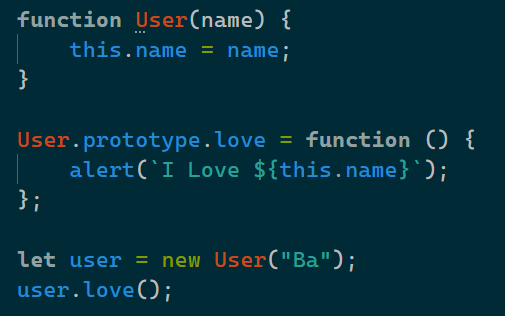 function User(name) {
    this.name = name;
}

User.prototype.love = function () {
    alert(`I Love ${this.name}`);
};

let user = new User("Ba");
user.love();